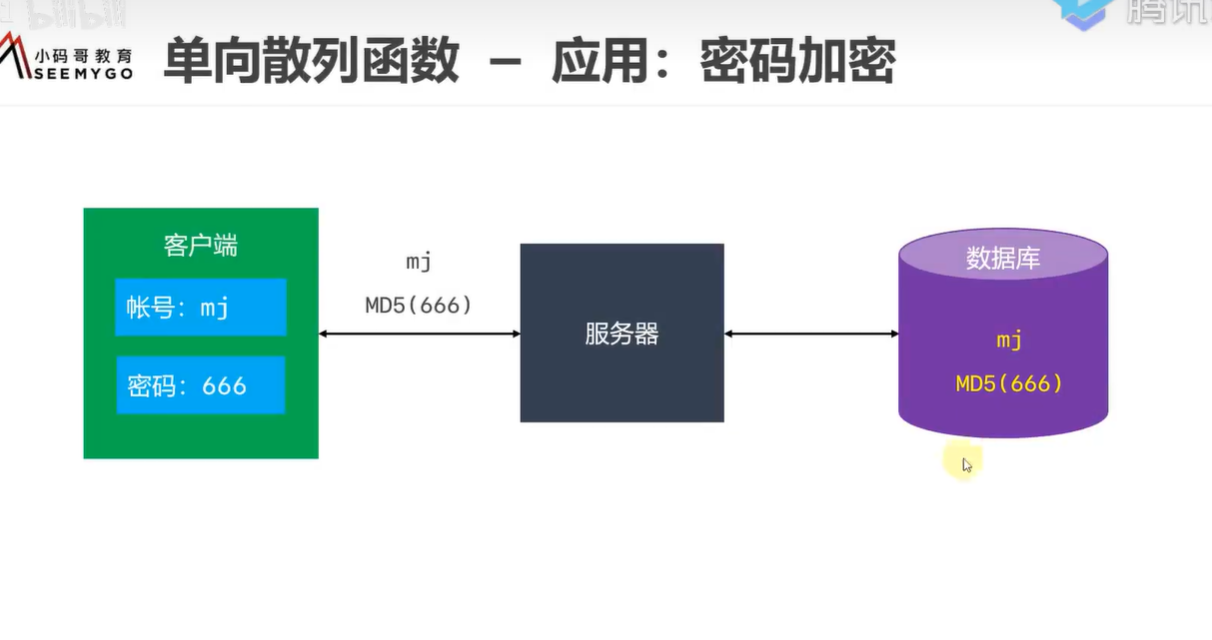 bilibili
腾讯
小码哥教育
SEEMYGO
单向散列函数 – 应用：密码加密
客户端
帐号：mj
密码：666
mj
MD5(666)
服务器
数据库
mj
MD5(666)